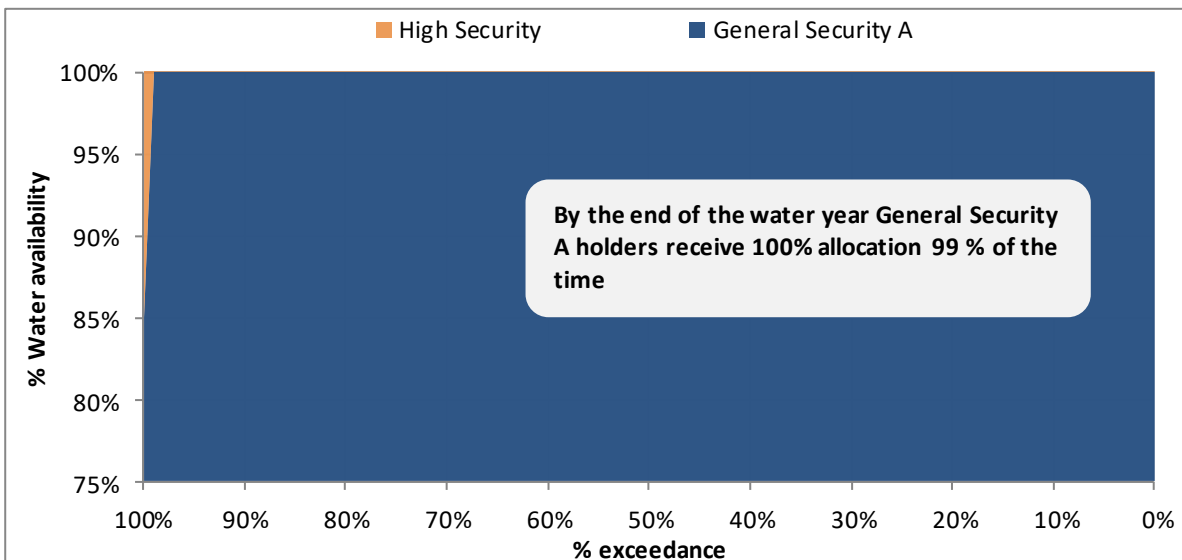 High Security
General Security A
100%
95%
90%
85%
80%
75%
% Water availability
By the end of the water year General Security
A holders receive 100% allocation 99 % of the
time
100% 90% 80% 70% 60% 50% 40% 30% 20% 10% 0%
% exceedance